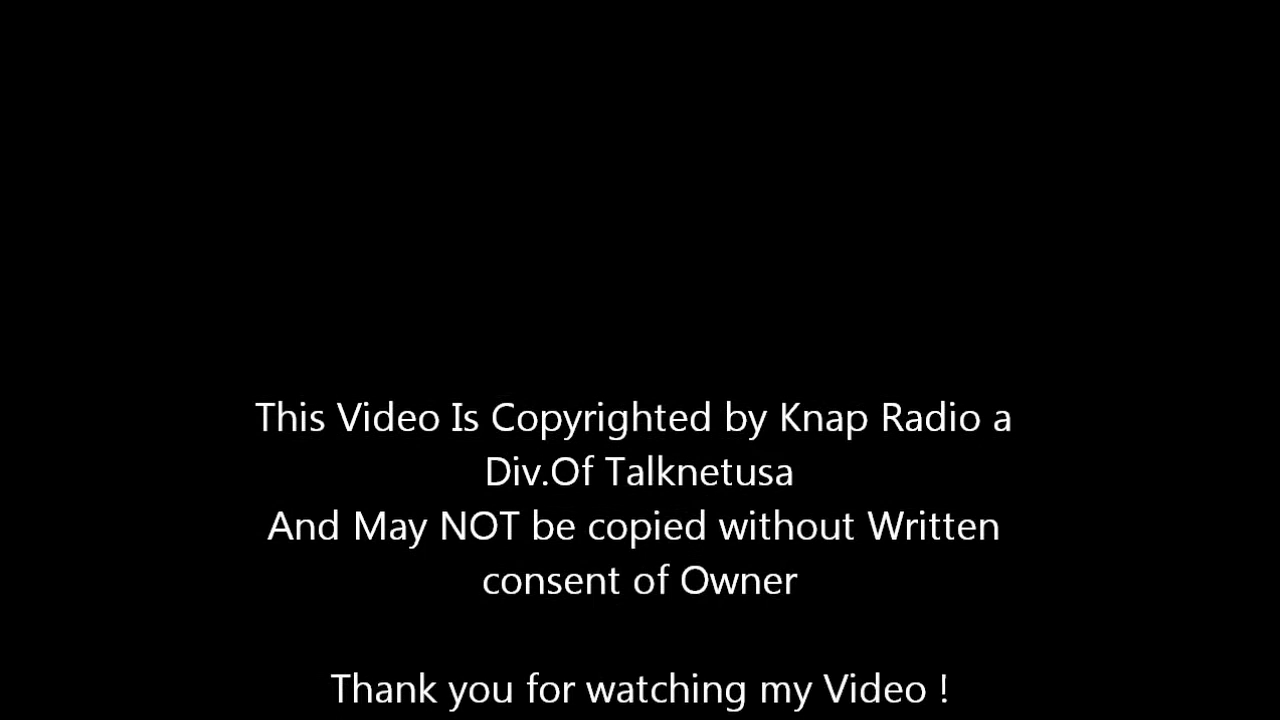 This Video Is Copyrighted by Knap Radio a
Div.Of Talknetusa
And May NOT be copied without Written
consent of Owner
Thank you for watching my Video !